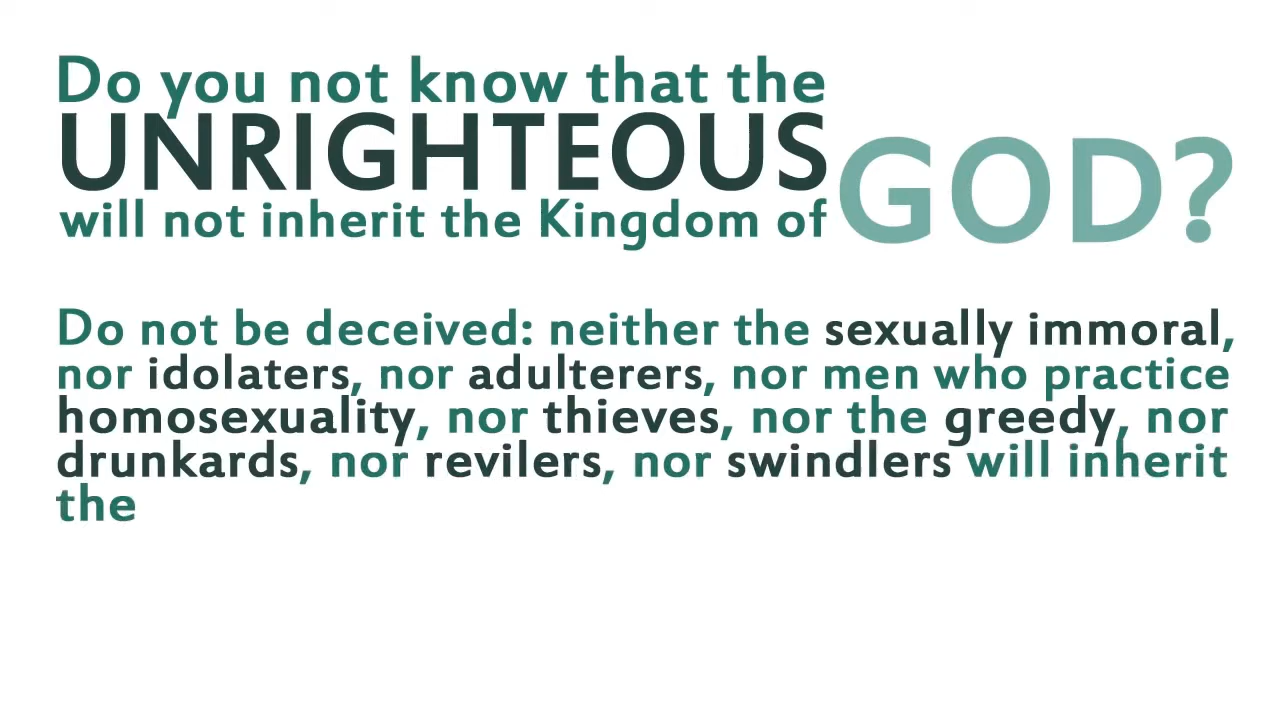 Do you not know that the
UNRIGHTEOUS
will not inherit the Kingdom of GOD?
Do not be deceived: neither the sexually immoral,
nor idolaters, nor adulterers, nor men who practice
homosexuality, nor thieves, nor the greedy, nor
drunkards, nor revilers, nor swindlers will inherit
the